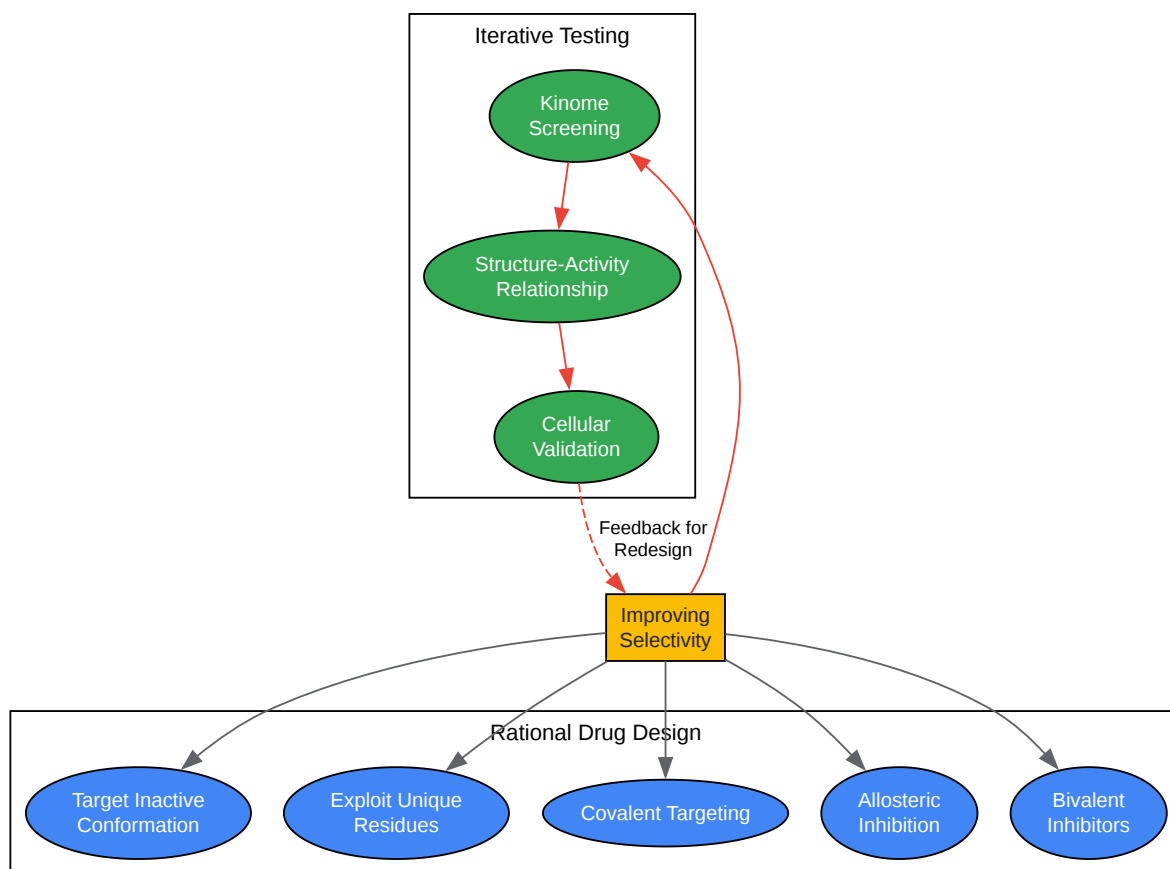 Iterative Testing
Kinome
Screening
Structure-Activity
Relationship
Cellular
Validation
Feedback for
Redesign
Improving
Selectivity
Rational Drug Design
Target Inactive
Conformation
Exploit Unique
Residues
Covalent Targeting
Allosteric
Inhibition
Bivalent
Inhibitors